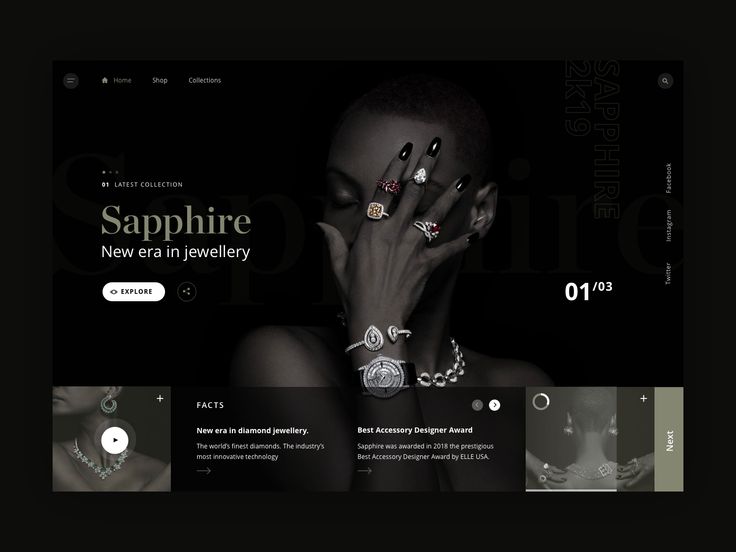 Home
Shop
Collections
SAPPHIRE
2k19
Facebook
Instagram
Twitter
01 LATEST COLLECTION
Sapphire
Sapphire
New era in jewellery
EXPLORE
01/03
FACTS
New era in diamond jewellery.
The world's finest diamonds. The industry's
most innovative technology
Best Accessory Designer Award
Sapphire was awarded in 2018 the prestigious
Best Accessory Designer Award by ELLE USA.
Next